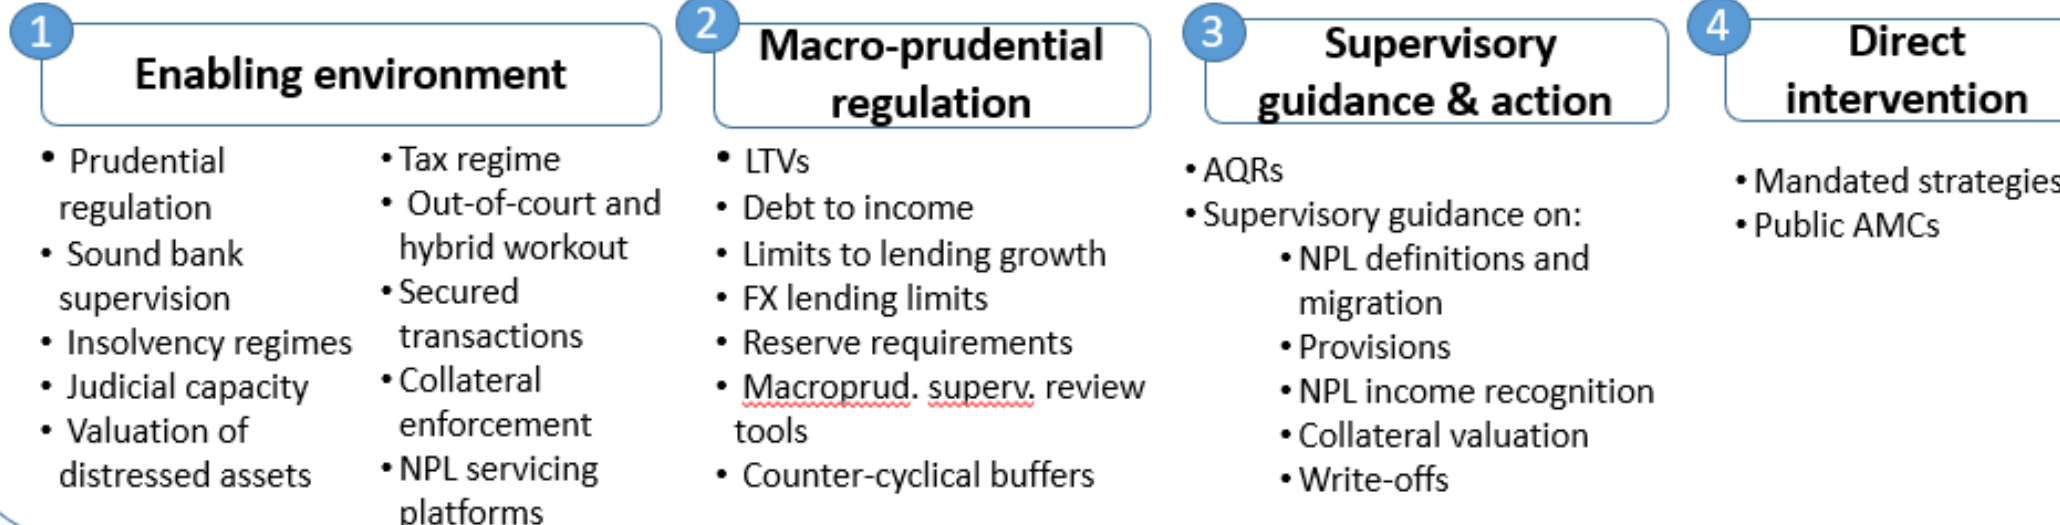 1
Enabling environment
• Prudential
regulation
• Sound bank
supervision
• Insolvency regimes
• Judicial capacity
• Valuation of
distressed assets
• Tax regime
• Out-of-court and
hybrid workout
• Secured
transactions
• Collateral
enforcement
• NPL servicing
platforms
2
Macro-prudential
regulation
• LTVs
• Debt to income
• Limits to lending growth
• FX lending limits
• Reserve requirements
• Macroprud. superv. review
tools
• Counter-cyclical buffers
3
Supervisory
guidance & action
• AQRs
• Supervisory guidance on:
• NPL definitions and
migration
• Provisions
• NPL income recognition
• Collateral valuation
• Write-offs
4
Direct
intervention
• Mandated strategies
• Public AMCs